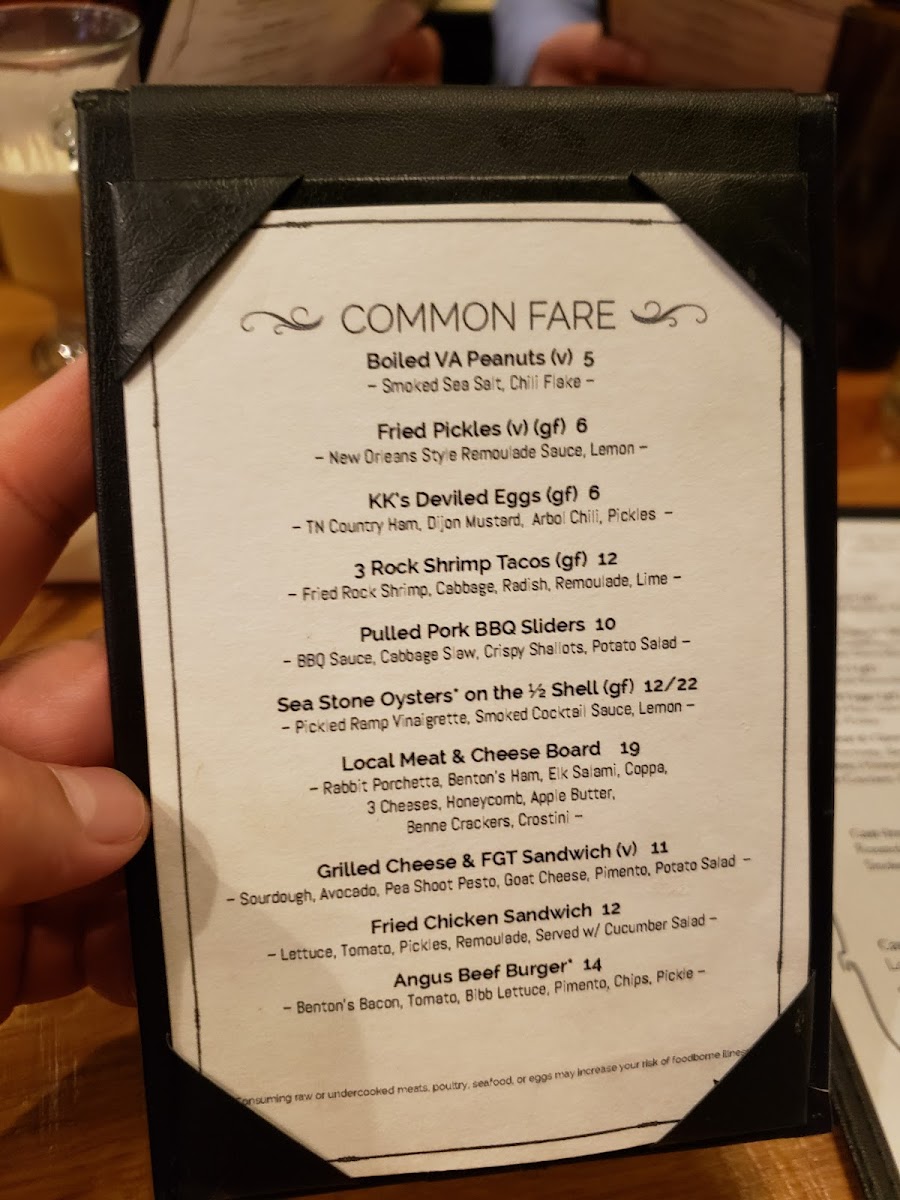 COMMON FARE
Boiled VA Peanuts (v) 5
– Smoked Sea Salt, Chili Flake –
Fried Pickles (v) (gf) 6
– New Orleans Style Remoulade Sauce, Lemon –
KK's Deviled Eggs (gf) 6
– TN Country Ham, Dijon Mustard, Arbol Chili, Pickles –
3 Rock Shrimp Tacos (gf) 12
– Fried Rock Shrimp, Cabbage, Radish, Remoulade, Lime –
Pulled Pork BBQ Sliders 10
– BBQ Sauce, Cabbage Slaw, Crispy Shallots, Potato Salad –
Sea Stone Oysters* on the ½ Shell (gf) 12/22
– Pickled Ramp Vinaigrette, Smoked Cocktail Sauce, Lemon –
Local Meat & Cheese Board 19
– Rabbit Porchetta, Benton's Ham, Elk Salami, Coppa,
3 Cheeses, Honeycomb, Apple Butter,
Benne Crackers, Crostini –
Grilled Cheese & FGT Sandwich (v) 11
– Sourdough, Avocado, Pea Shoot Pesto, Goat Cheese, Pimento, Potato Salad –
Fried Chicken Sandwich 12
– Lettuce, Tomato, Pickles, Remoulade, Served w/ Cucumber Salad –
Angus Beef Burger* 14
– Benton's Bacon, Tomato, Bibb Lettuce, Pimento, Chips, Pickle –
onsuming raw or undercooked meats, poultry, seafood, or eggs may increase your risk of foodborne illnes